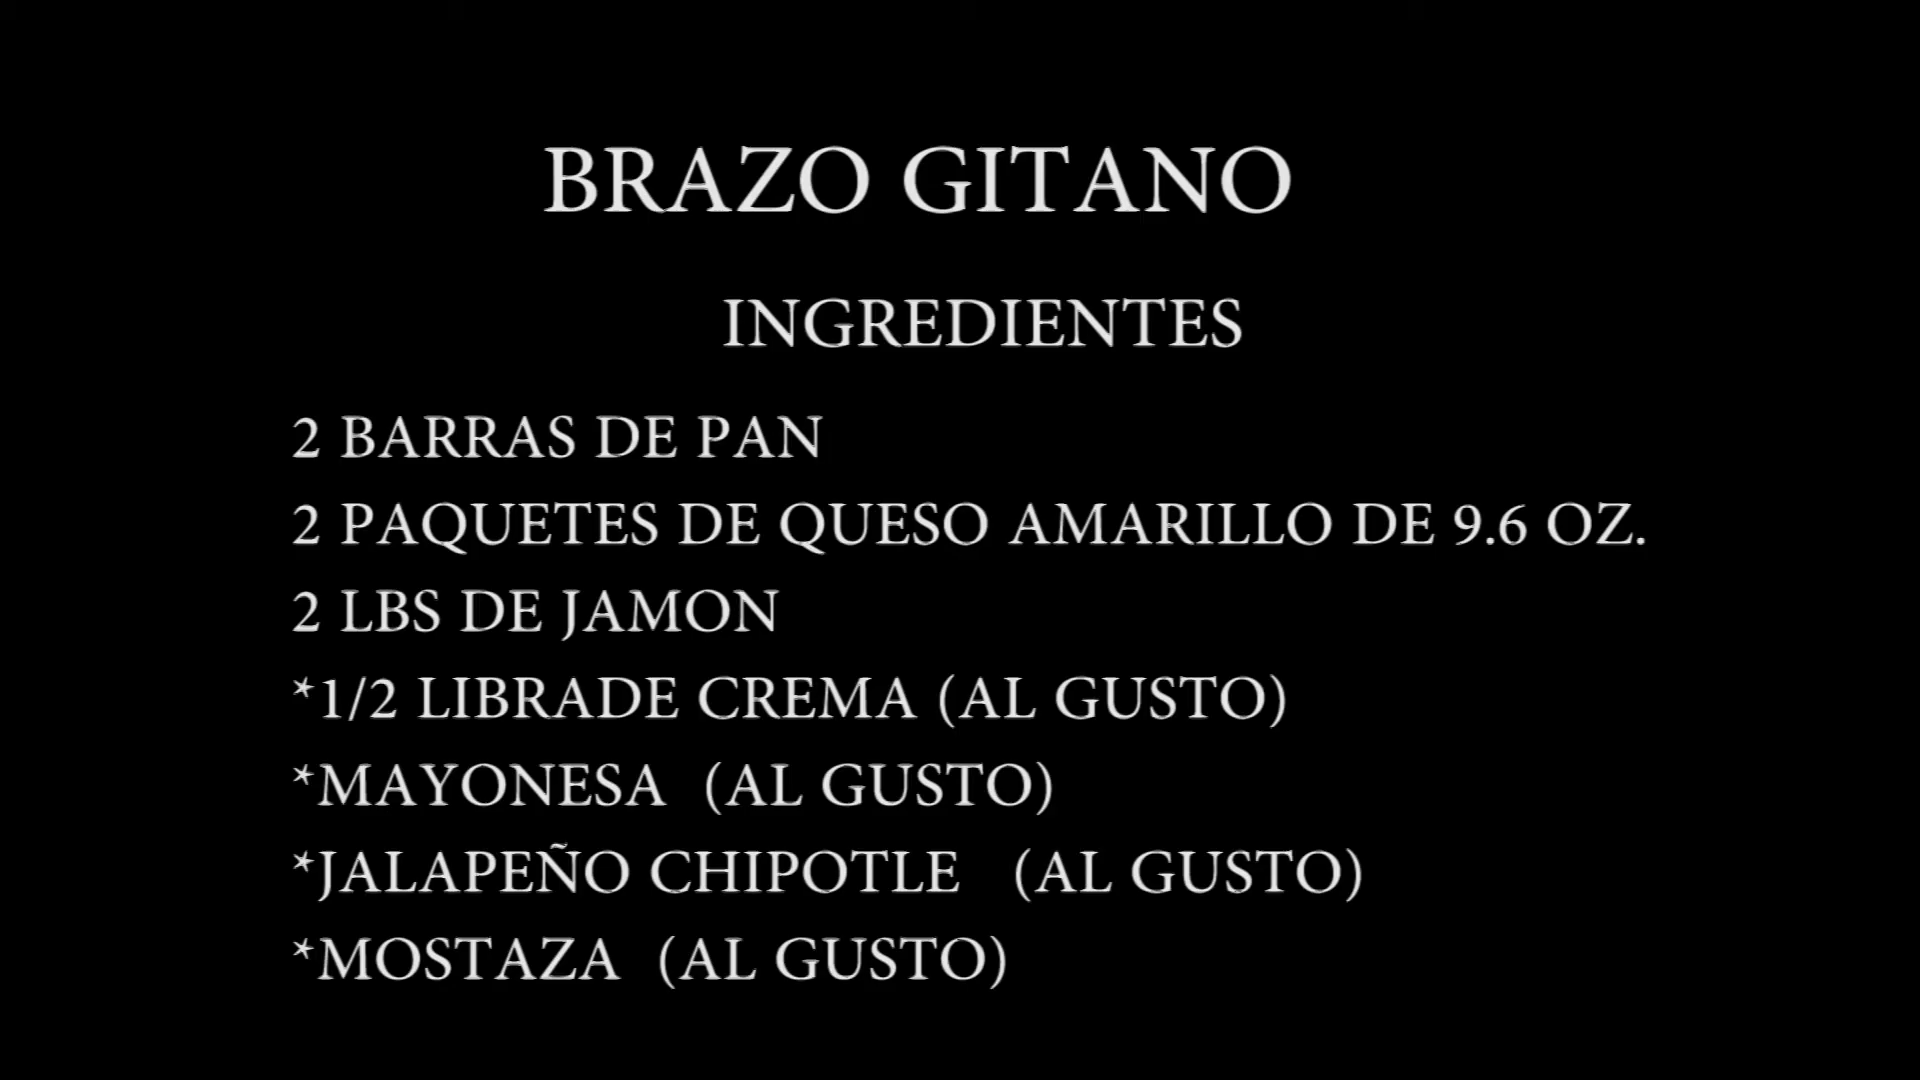 BRAZO GITANO
INGREDIENTES
2 BARRAS DE PAN
2 PAQUETES DE QUESO AMARILLO DE 9.6 OZ.
2 LBS DE JAMON
*1/2 LIBRADE CREMA (AL GUSTO)
*MAYONESA (AL GUSTO)
*JALAPEÑO CHIPOTLE (AL GUSTO)
*MOSTAZA (AL GUSTO)